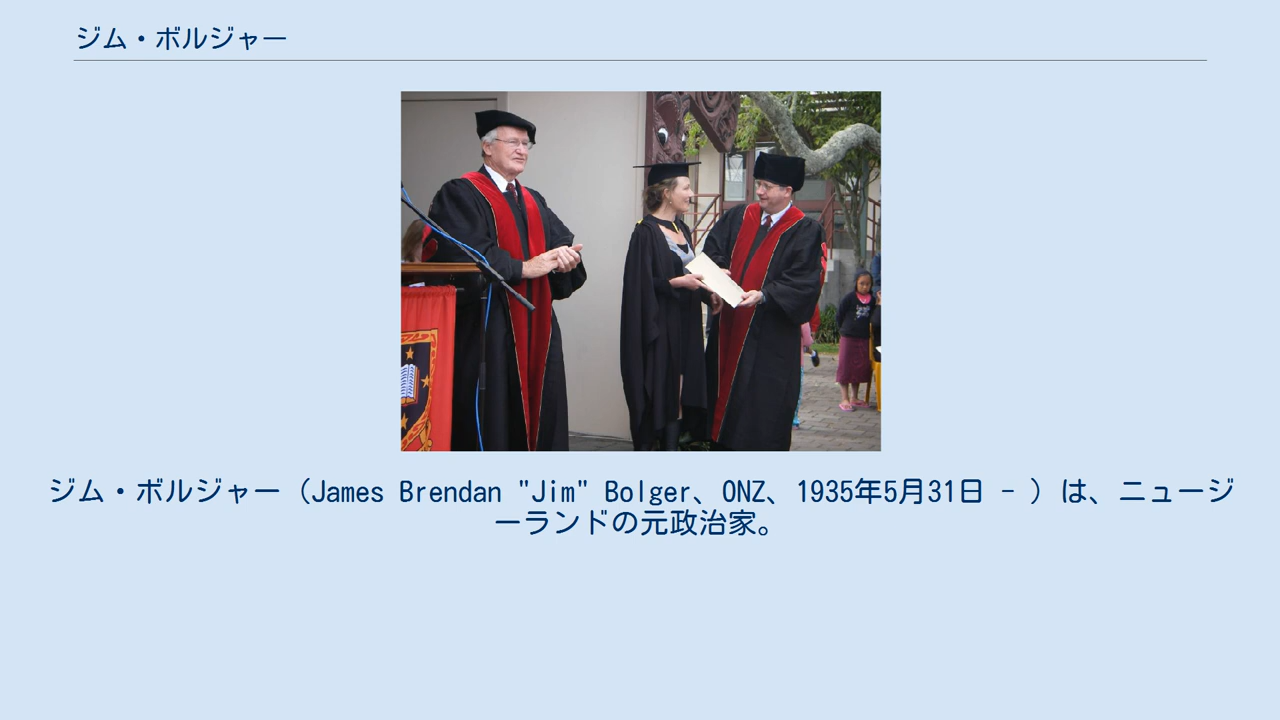 ジム・ボルジャー
ジム・ボルジャー（James Brendan "Jim" Bolger、ONZ、1935年5月31日 - ）は、ニュージ
ーランドの元政治家。